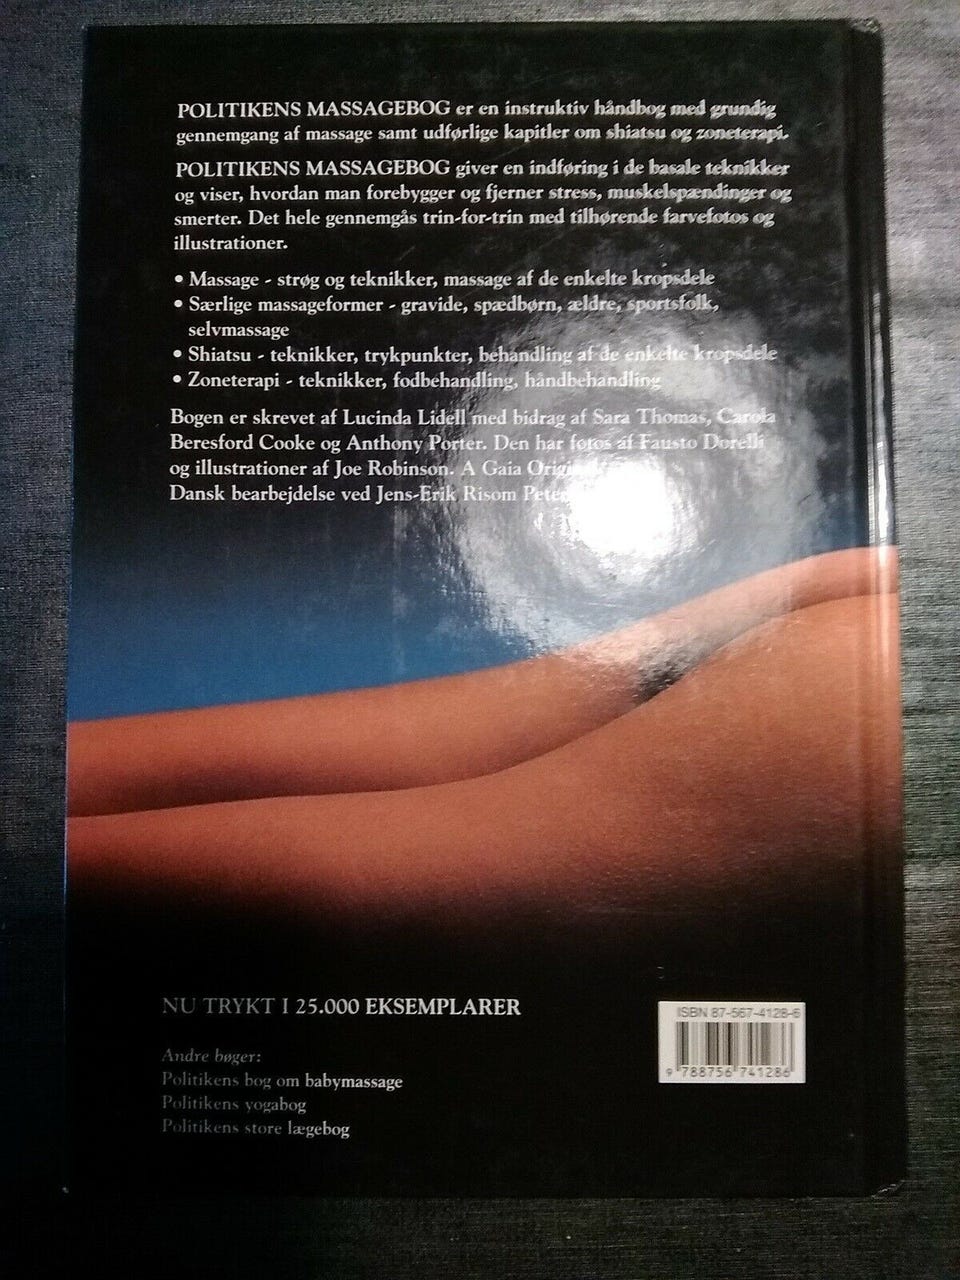 POLITIKENS MASSAGEBOG er en instruktiv håndbog med grundig
gennemgang af massage samt udførlige kapitler om shiatsu og zoneterapi.
POLITIKENS MASSAGEBOG giver en indføring i de basale teknikker
og viser, hvordan man forebygger og fjerner stress, muskelspændinger og
smerter. Det hele gennemgås trin-for-trin med tilhørende farvefotos og
illustrationer.
• Massage - strøg og teknikker, massage af de enkelte kropsdele
• Særlige massageformer - gravide, spædbørn, ældre, sportsfolk,
selvmassage
• Shiatsu - teknikker, trykpunkter, behandling af de enkelte kropsdele
• Zoneterapi - teknikker, fodbehandling, håndbehandling
Bogen er skrevet af Lucinda Lidell med bidrag af Sara Thomas, Carola
Beresford Cooke og Anthony Porter. Den har fotos af Fausto Dorelli
og illustrationer af Joe Robinson. A Gaia
Dansk bearbejdelse ved Jens-Erik Risom
NU TRYKT I 25.000 EKSEMPLARER
ISBN 87-567-4128-6
9 788756 741286
Andre bøger:
Politikens bog om babymassage
Politikens yogabog
Politikens store lægebog